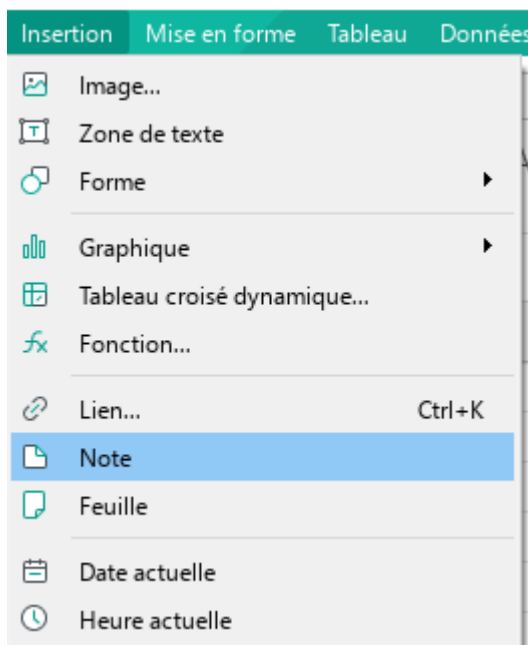 Insertion Mise en forme Tableau Données
Image...
Zone de texte
Forme
Graphique
Tableau croisé dynamique...
Fonction...
Lien... Ctrl+K
Note
Feuille
Date actuelle
Heure actuelle